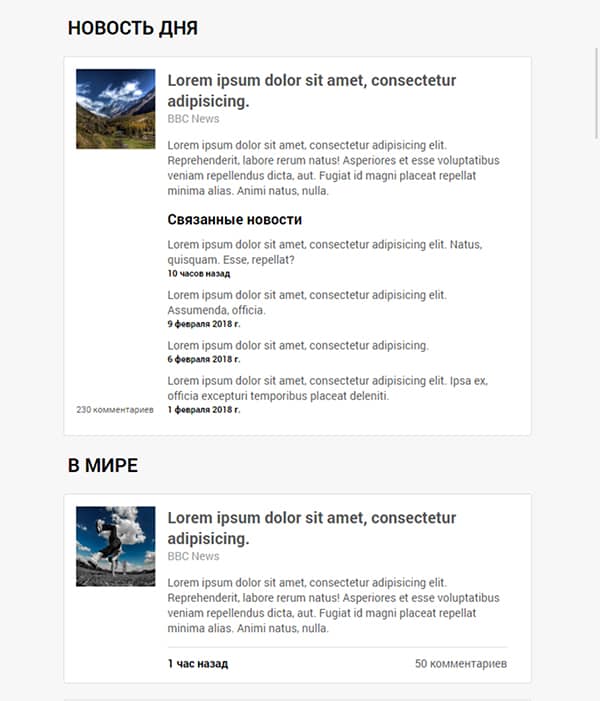 НОВОСТЬ ДНЯ
Lorem ipsum dolor sit amet, consectetur
adipisicing.
BBC News
Lorem ipsum dolor sit amet, consectetur adipisicing elit.
Reprehenderit, labore rerum natus! Asperiores et esse voluptatibus
veniam repellendus dicta, aut. Fugiat id magni placeat repellat
minima alias. Animi natus, nulla.
Связанные новости
Lorem ipsum dolor sit amet, consectetur adipisicing elit. Natus,
quisquam. Esse, repellat?
10 часов назад
Lorem ipsum dolor sit amet, consectetur adipisicing elit.
Assumenda, officia.
9 февраля 2018 г.
Lorem ipsum dolor sit amet, consectetur adipisicing.
6 февраля 2018 г.
Lorem ipsum dolor sit amet, consectetur adipisicing elit. Ipsa ex,
officia excepturi temporibus placeat deleniti.
230 комментариев
1 февраля 2018 г.
В МИРЕ
Lorem ipsum dolor sit amet, consectetur
adipisicing.
BBC News
Lorem ipsum dolor sit amet, consectetur adipisicing elit.
Reprehenderit, labore rerum natus! Asperiores et esse voluptatibus
veniam repellendus dicta, aut. Fugiat id magni placeat repellat
minima alias. Animi natus, nulla.
1 час назад
50 комментариев